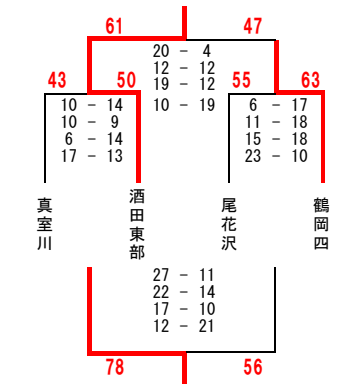 61 47
20 - 4
12 - 12
19 - 12
10 - 19
43 50
10 - 14
10 - 9
6 - 14
17 - 13
55 63
6 - 17
11 - 18
15 - 18
23 - 10
真室川
酒田東部
尾花沢
鶴岡四
27 - 11
22 - 14
17 - 10
12 - 21
78 56